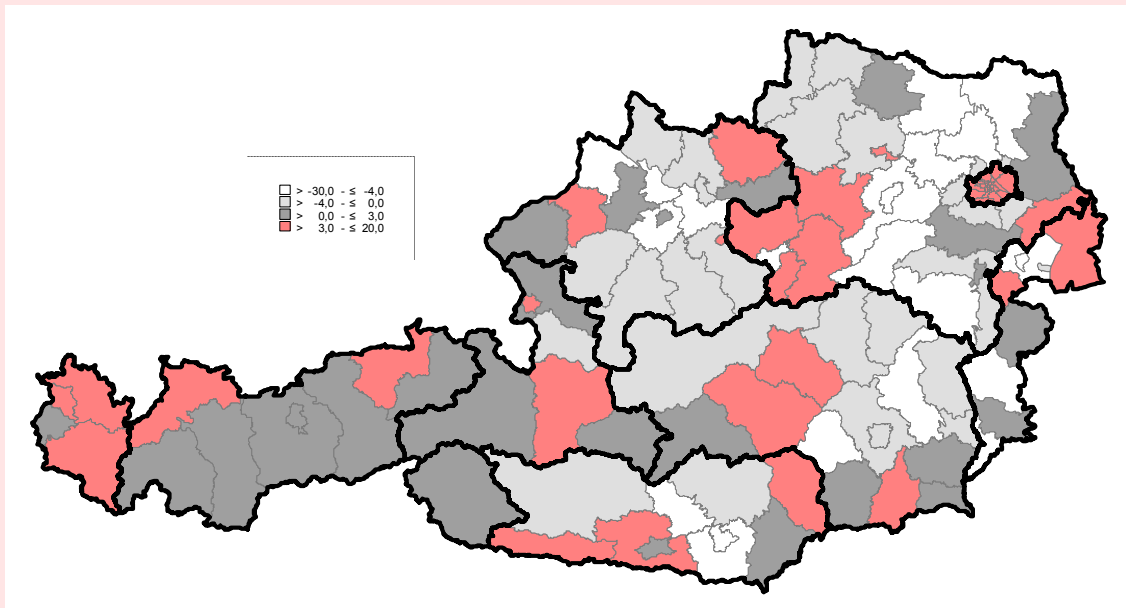 > -30,0 - ≤ -4,0
> -4,0 - ≤ 0,0
> 0,0 - ≤ 3,0
> 3,0 - ≤ 20,0